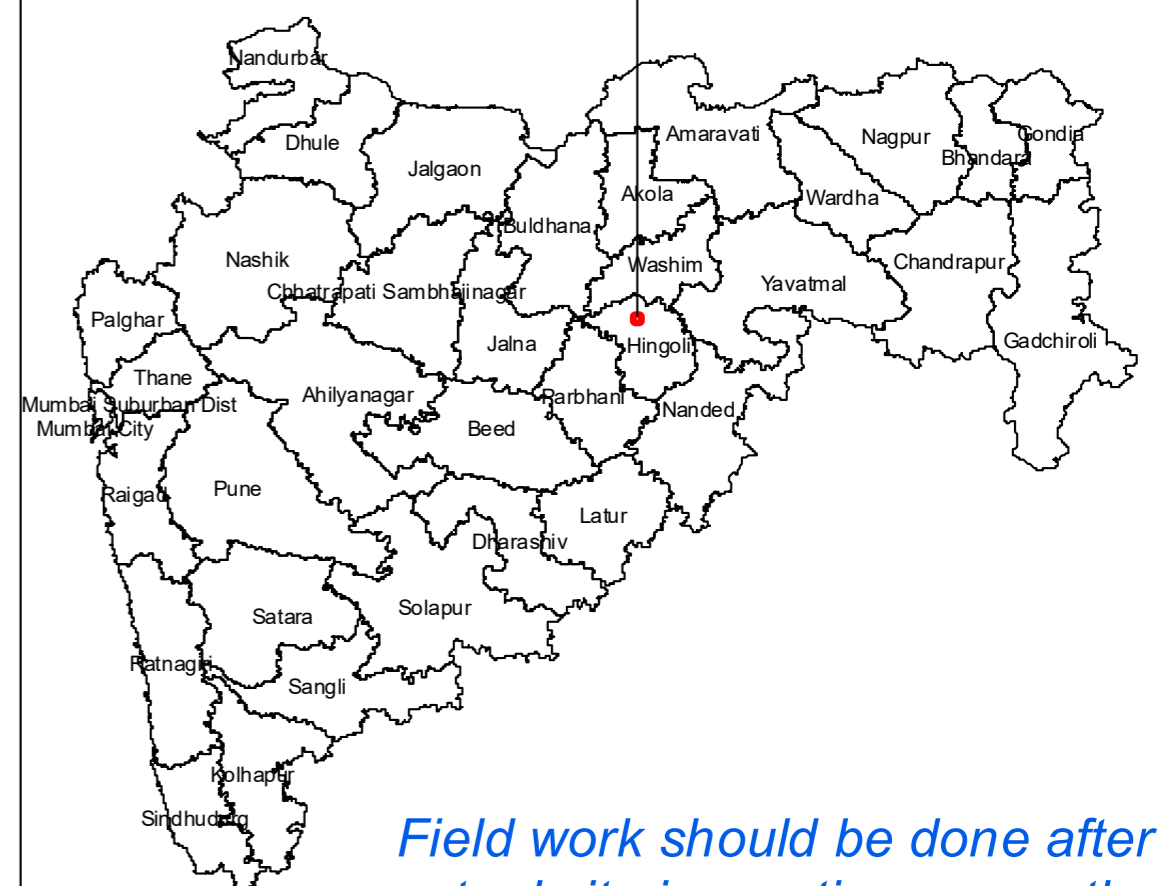 Nandurbar
Dhule
Jalgaon
Amaravati
Nagpur
Bhandara
Gondia
Akola
Wardha
Buldhana
Nashik
Washim
Yavatmal
Chandrapur
Chhatrapati Sambhajinagar
Palghar
Jalna
Hingoli
Gadchiroli
Thane
Ahilyanagar
Parbhani
Nanded
Mumbai Suburban Dist
Mumbai City
Beed
Raigad
Pune
Latur
Dharashiv
Satara
Solapur
Ratnagiri
Sangli
Kolhapur
Sindhudurg
Field work should be done after